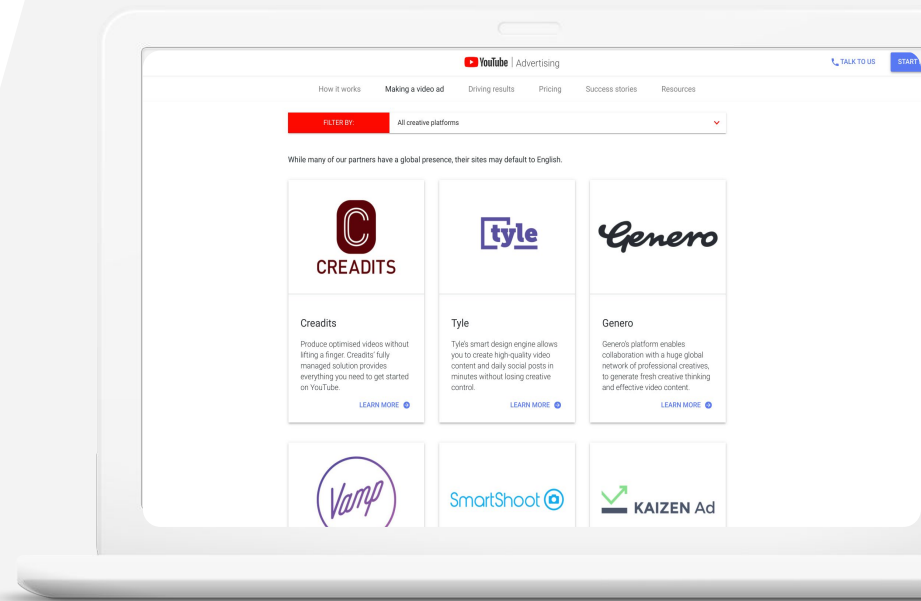 YouTube | Advertising
TALK TO US
START
How it works
Making a video ad
Driving results
Pricing
Success stories
Resources
FILTER BY:
All creative platforms
While many of our partners have a global presence, their sites may default to English.
C
CREADITS
tyle
Genero
Creadits
Produce optimised videos without
lifting a finger. Creadits' fully
managed solution provides
everything you need to get started
on YouTube.
LEARN MORE
Tyle
Tyle's smart design engine allows
you to create high-quality video
content and daily social posts in
minutes without losing creative
control.
LEARN MORE
Genero
Genero's platform enables
collaboration with a huge global
network of professional creatives,
to generate fresh creative thinking
and effective video content.
LEARN MORE
Vamp
SmartShoot
KAIZEN Ad